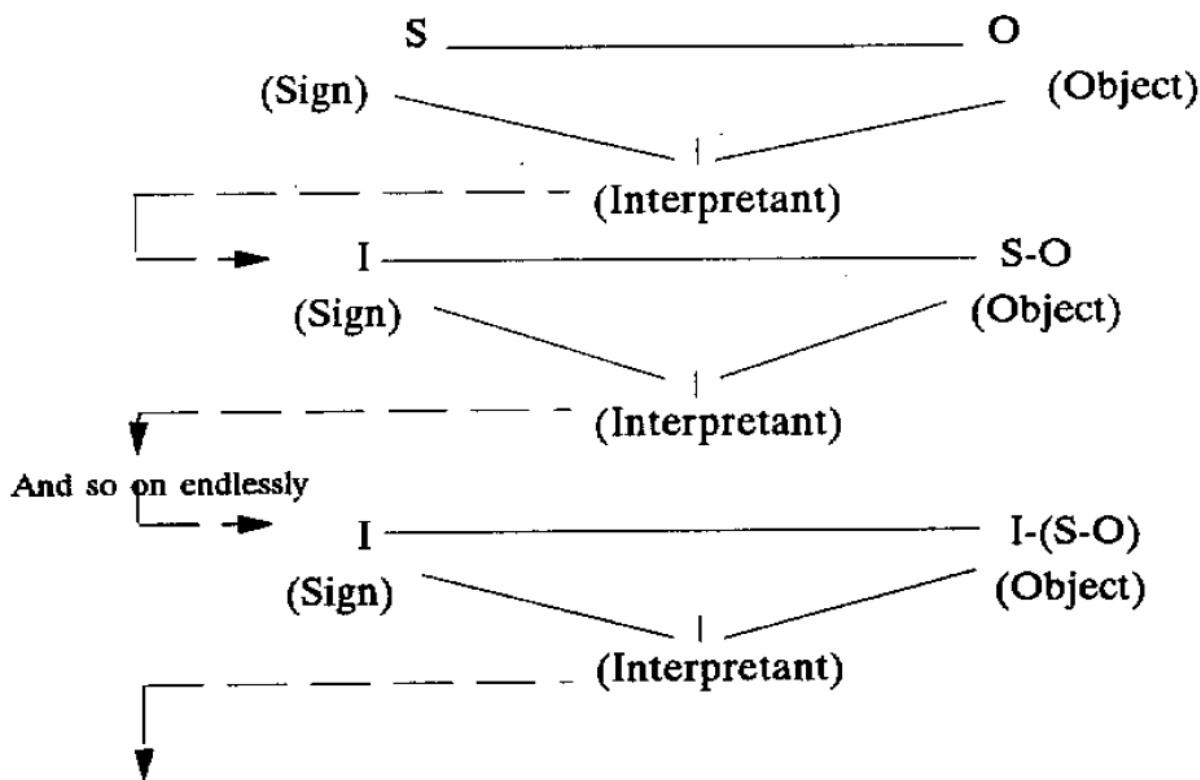 S O
(Sign) (Object)
I
(Interpretant)
I S-O
(Sign) (Object)
I
(Interpretant)
And so on endlessly
I I-(S-O)
(Sign) (Object)
I
(Interpretant)